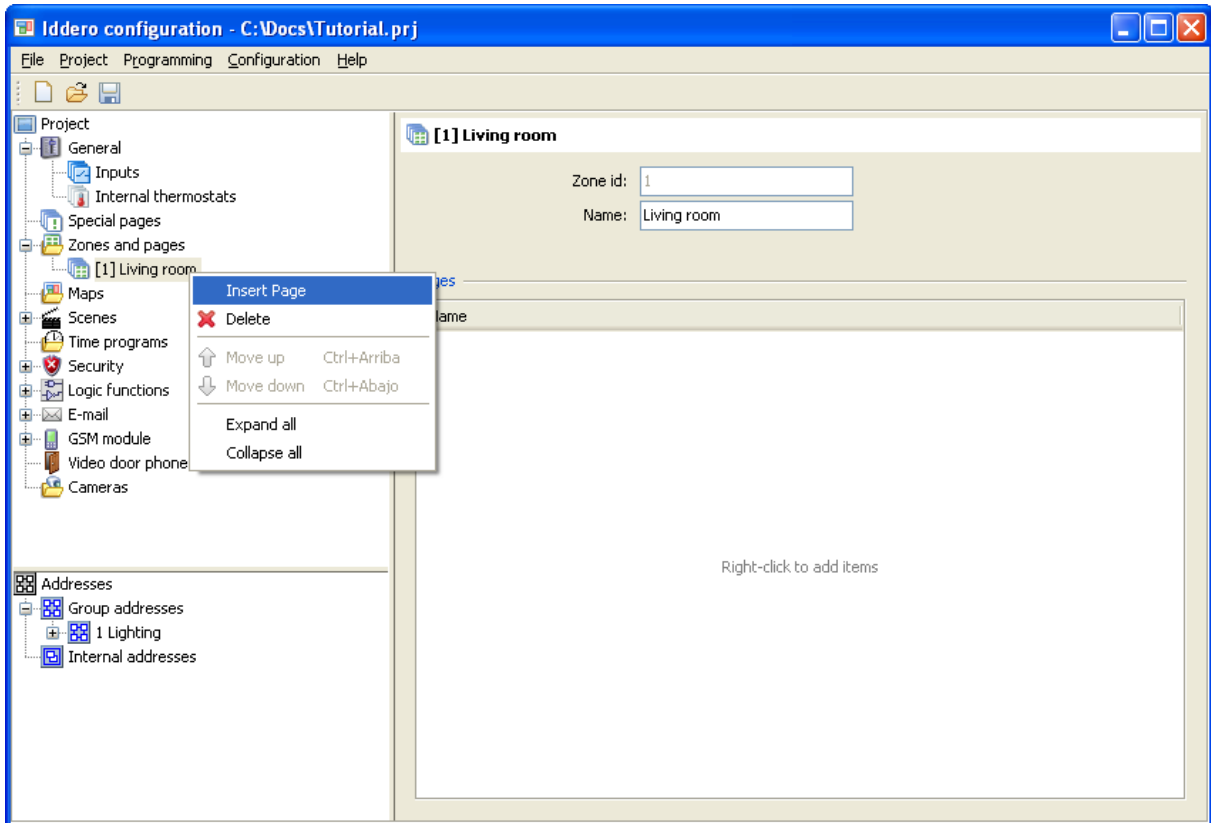 Iddero configuration - C:\Docs\Tutorial.prj
File Project Programming Configuration Help
Project
General
Inputs
Internal thermostats
Special pages
Zones and pages
[1] Living room
Maps
Scenes
Time programs
Security
Logic functions
E-mail
GSM module
Video door phone
Cameras
Insert Page
Delete
Move up Ctrl+Arriba
Move down Ctrl+Abajo
Expand all
Collapse all
Addresses
Group addresses
1 Lighting
Internal addresses
[1] Living room
Zone id: 1
Name: Living room
ges
ame
Right-click to add items